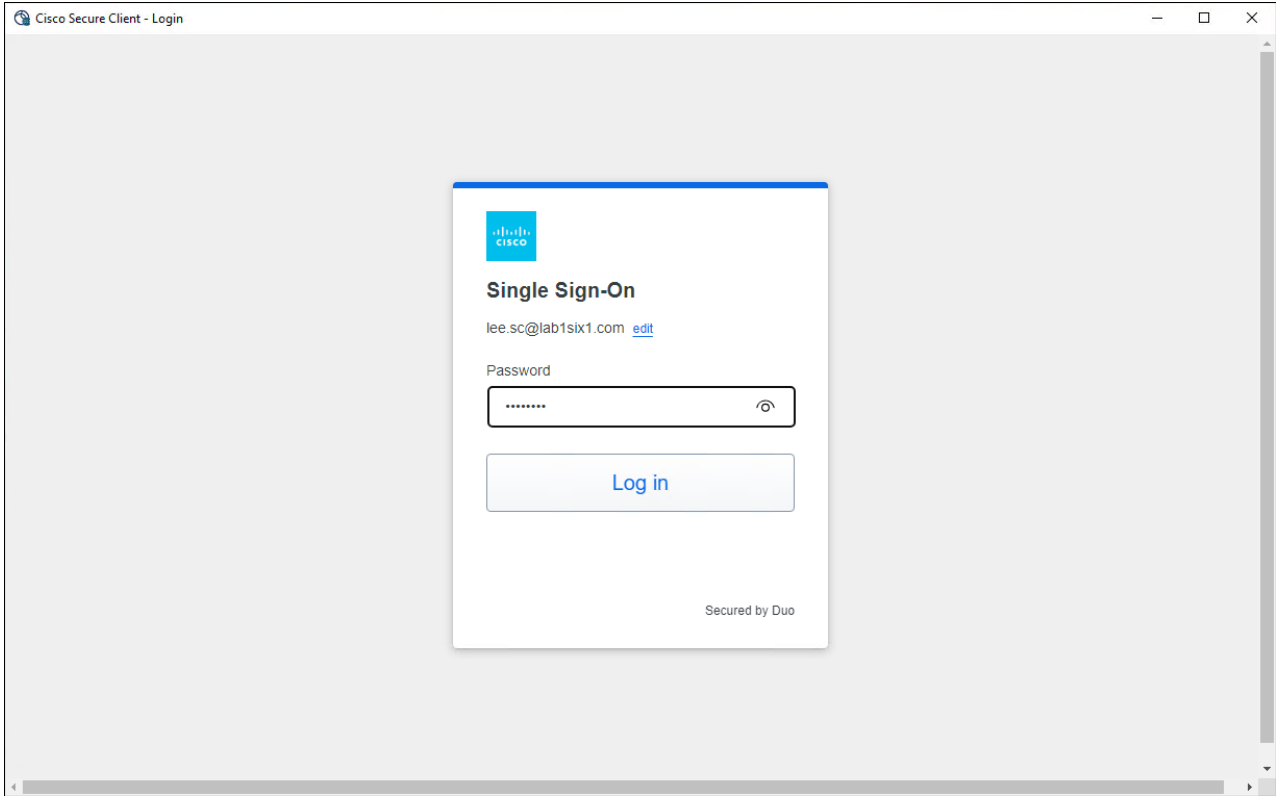 Cisco Secure Client - Login
CISCO
Single Sign-On
lee.sc@lab1six1.com edit
Password
••••••••
Log in
Secured by Duo